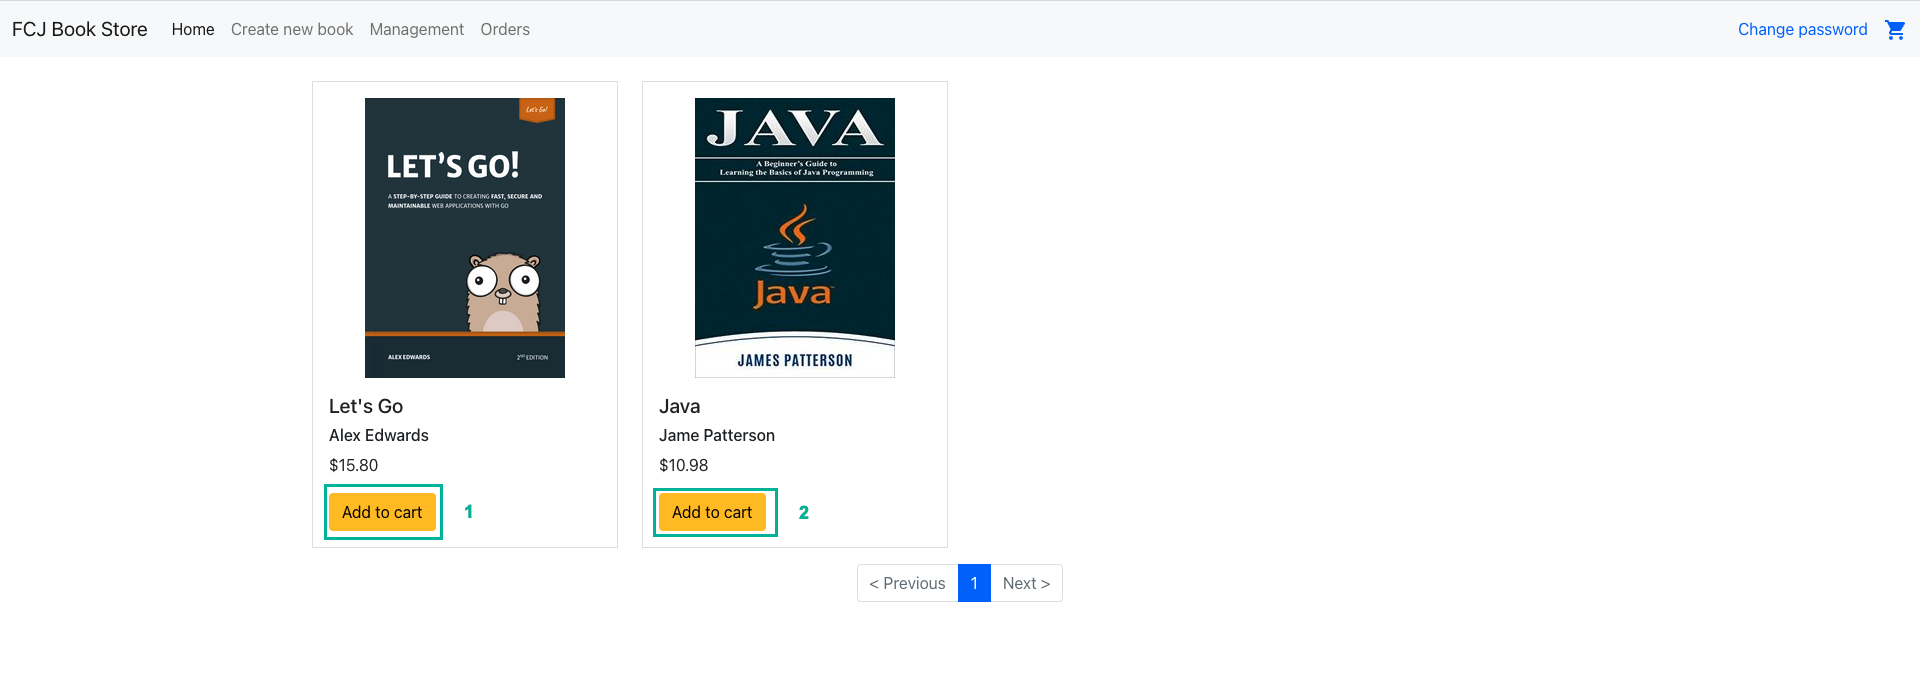 FCJ Book Store Home Create new book Management Orders Change password
Let's Go!
LET'S GO!
A STEP-BY-STEP GUIDE TO CREATING FAST, SECURE AND
MAINTAINABLE WEB APPLICATIONS WITH GO
ALEX EDWARDS 2ND EDITION
Let's Go
Alex Edwards
$15.80
Add to cart 1
JAVA
A Beginner's Guide to
Learning the Basics of Java Programming
Java™
JAMES PATTERSON
Java
Jame Patterson
$10.98
Add to cart 2
< Previous 1 Next >